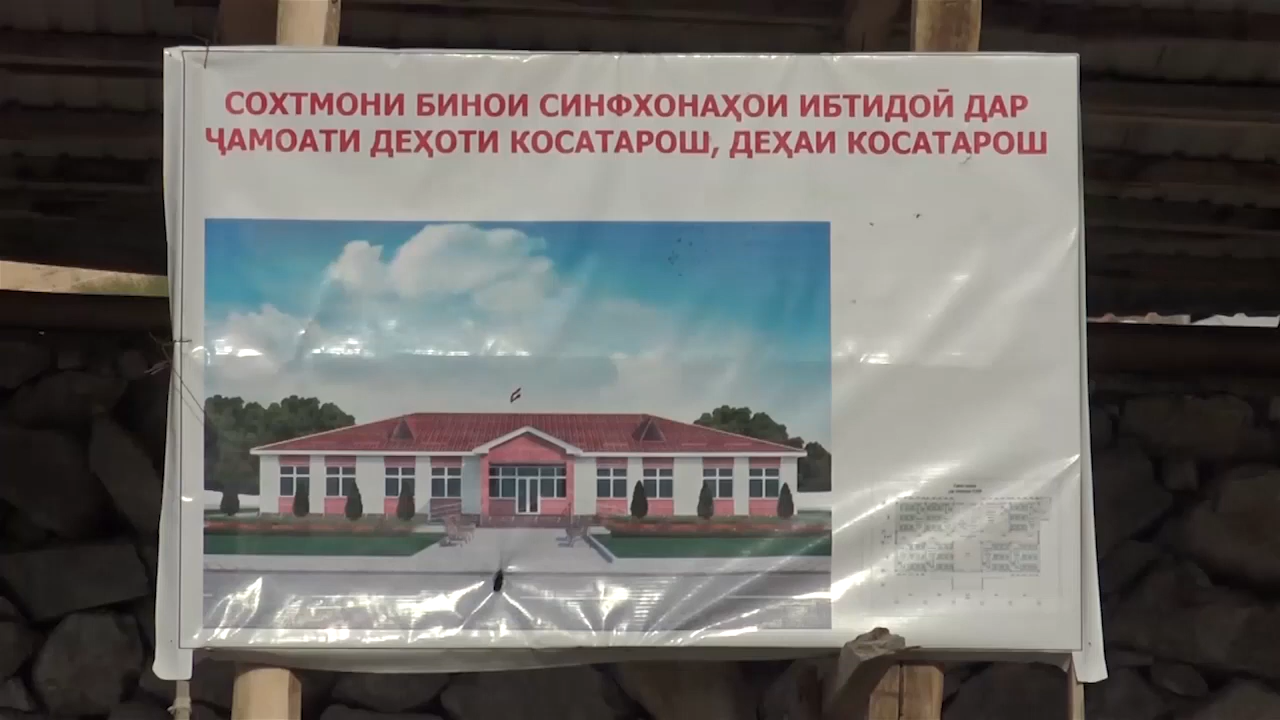 СОХТМОНИ БИНОИ СИНФХОНАҲОИ ИБТИДОӢ ДАР
ҶАМОАТИ ДЕҲОТИ КОСАТАРОШ, ДЕҲАИ КОСАТАРОШ